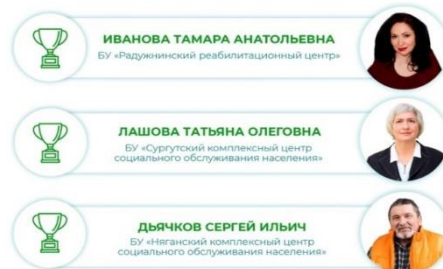 ИВАНОВА ТАМАРА АНАТОЛЬЕВНА
БУ «Радужнинский реабилитационный центр»
ЛАШОВА ТАТЬЯНА ОЛЕГОВНА
БУ «Сургутский комплексный центр
социального обслуживания населения»
ДЬЯЧКОВ СЕРГЕЙ ИЛЬИЧ
БУ «Няганский комплексный центр
социального обслуживания населения»